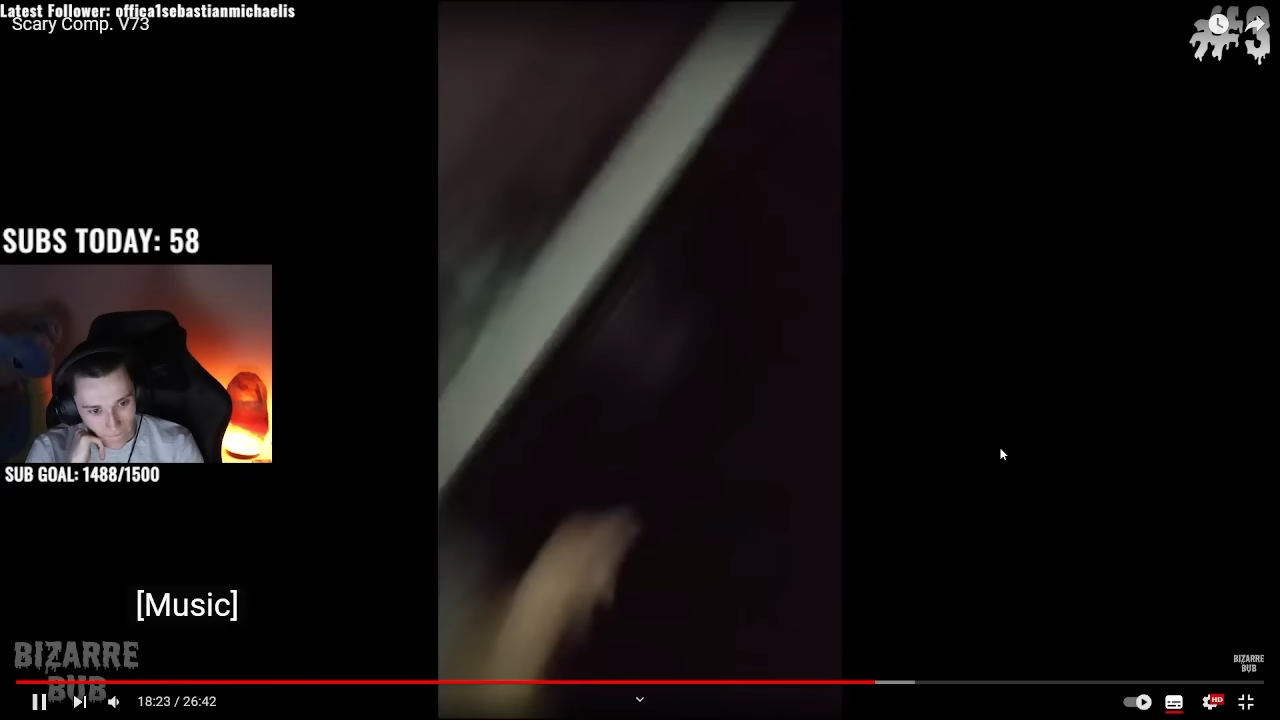 Latest Follower: offica1sebastianmichaelis
Scary Comp. V73
#3
SUBS TODAY: 58
SUB GOAL: 1488/1500
[Music]
BIZARRE
BUB
BIZARRE
BUB
18:23 / 26:42
HD